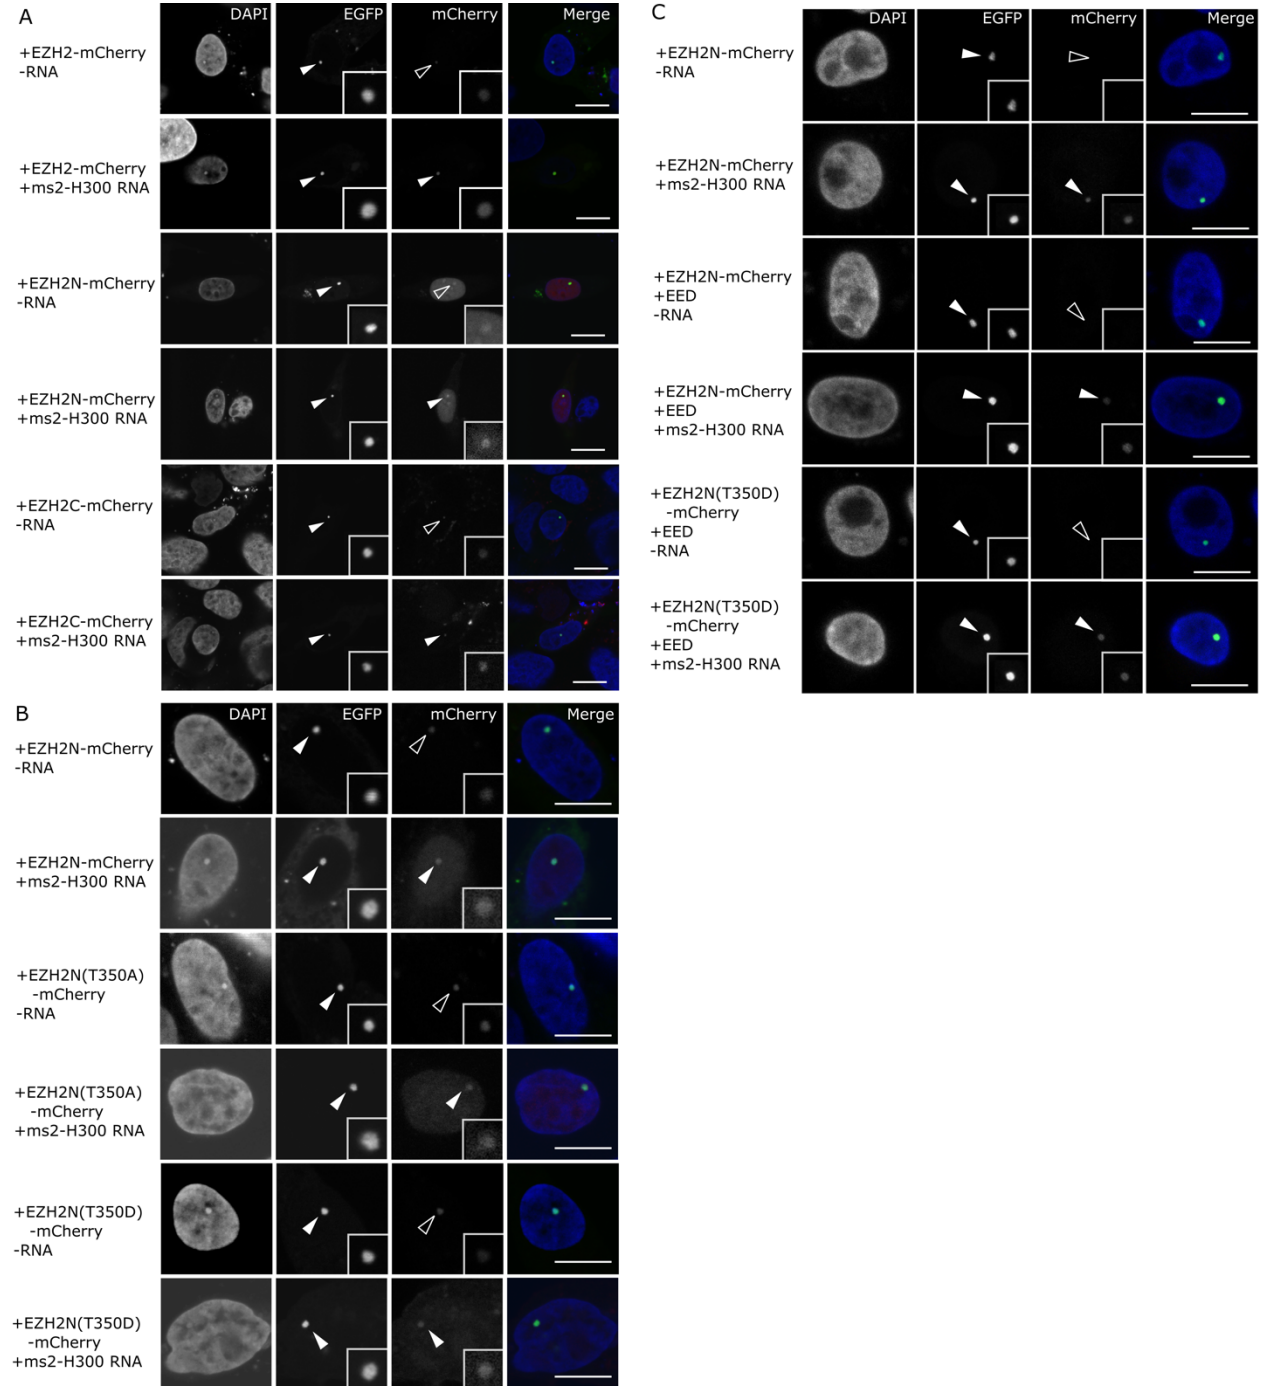 A
DAPI EGFP mCherry Merge
+EZH2-mCherry
-RNA
+EZH2-mCherry
+ms2-H300 RNA
+EZH2N-mCherry
-RNA
+EZH2N-mCherry
+ms2-H300 RNA
+EZH2C-mCherry
-RNA
+EZH2C-mCherry
+ms2-H300 RNA
B
DAPI EGFP mCherry Merge
+EZH2N-mCherry
-RNA
+EZH2N-mCherry
+ms2-H300 RNA
+EZH2N(T350A)
-mCherry
-RNA
+EZH2N(T350A)
-mCherry
+ms2-H300 RNA
+EZH2N(T350D)
-mCherry
-RNA
+EZH2N(T350D)
-mCherry
+ms2-H300 RNA
C
DAPI EGFP mCherry Merge
+EZH2N-mCherry
-RNA
+EZH2N-mCherry
+ms2-H300 RNA
+EZH2N-mCherry
+EED
-RNA
+EZH2N-mCherry
+EED
+ms2-H300 RNA
+EZH2N(T350D)
-mCherry
+EED
-RNA
+EZH2N(T350D)
-mCherry
+EED
+ms2-H300 RNA